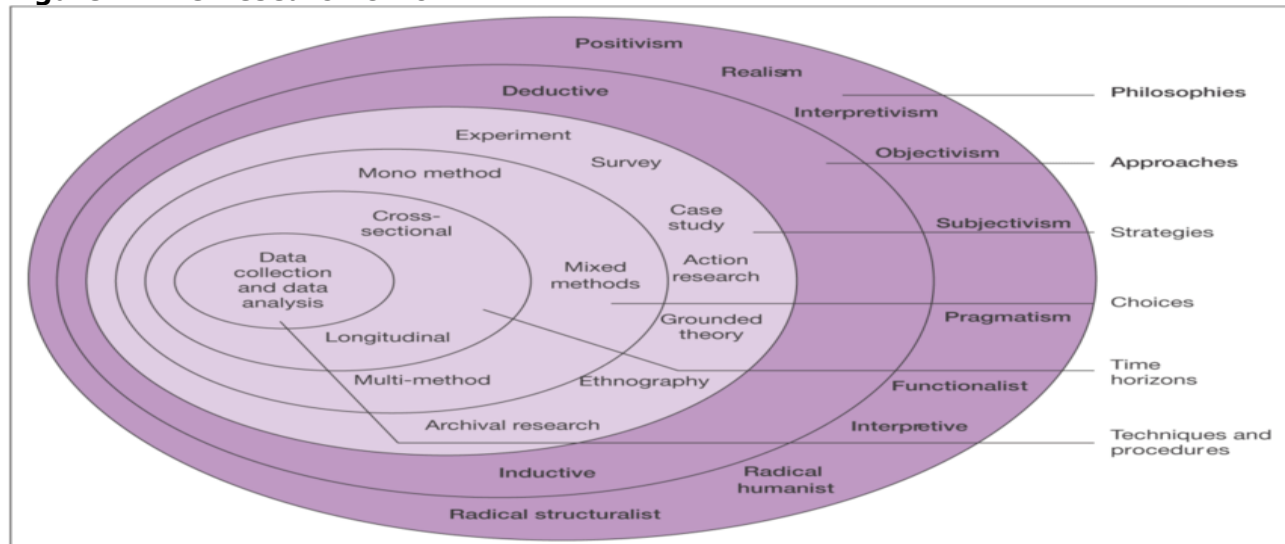 Positivism
Realism
Philosophies
Deductive
Interpretivism
Experiment
Objectivism
Survey
Approaches
Mono method
Case
study
Cross-
sectional
Subjectivism
Strategies
Data
collection
and data
analysis
Mixed
methods
Action
research
Choices
Longitudinal
Grounded
theory
Pragmatism
Time
horizons
Multi-method
Ethnography
Functionalist
Archival research
Interpretive
Techniques and
procedures
Inductive
Radical
humanist
Radical structuralist